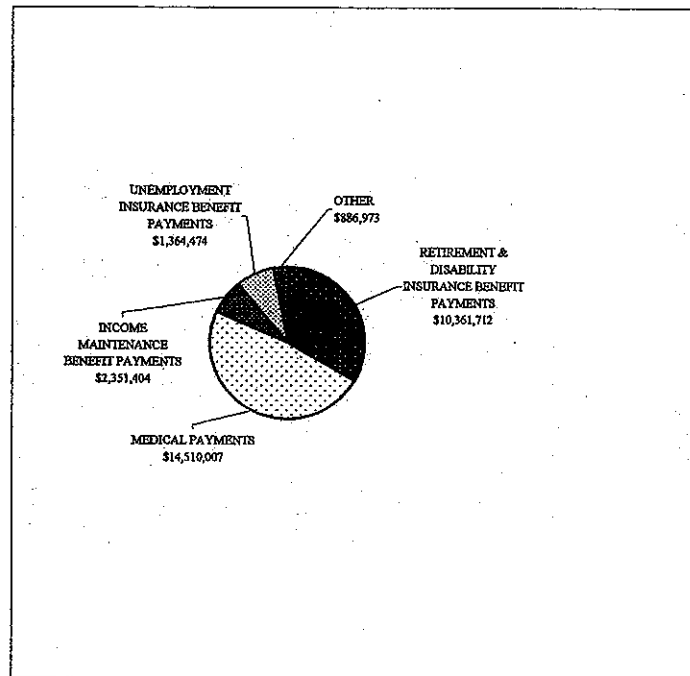 UNEMPLOYMENT
INSURANCE BENEFIT
PAYMENTS
$1,364,474
OTHER
$886,973
RETIREMENT &
DISABILITY
INSURANCE BENEFIT
PAYMENTS
$10,361,712
INCOME
MAINTENANCE
BENEFIT PAYMENTS
$2,351,404
MEDICAL PAYMENTS
$14,510,007